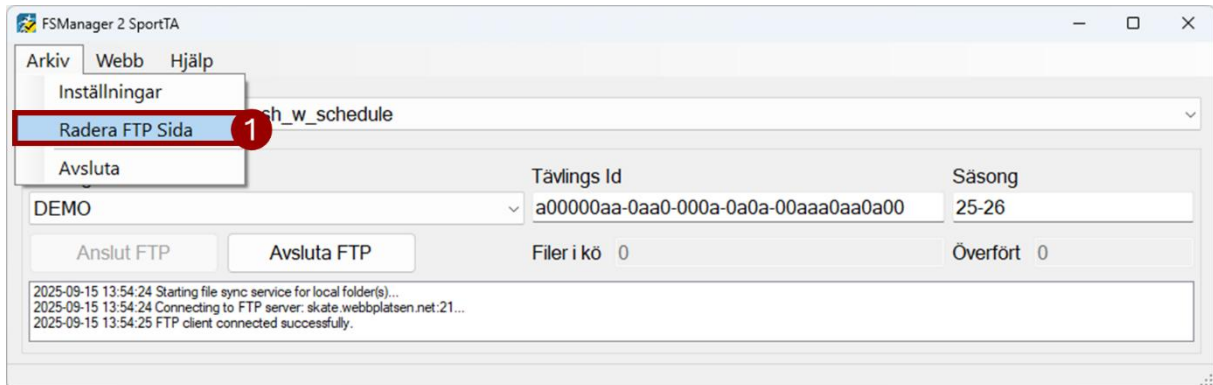 FSManager 2 SportTA
Arkiv Webb Hjälp
Inställningar
sh_w_schedule
Radera FTP Sida 1
Avsluta
Tävlings Id Säsong
DEMO a00000aa-0aa0-000a-0a0a-00aaa0aa0a00 25-26
Anslut FTP Avsluta FTP Filer i kö 0 Överfört 0
2025-09-15 13:54:24 Starting file sync service for local folder(s)...
2025-09-15 13:54:24 Connecting to FTP server: skate.webbplatsen.net:21...
2025-09-15 13:54:25 FTP client connected successfully.